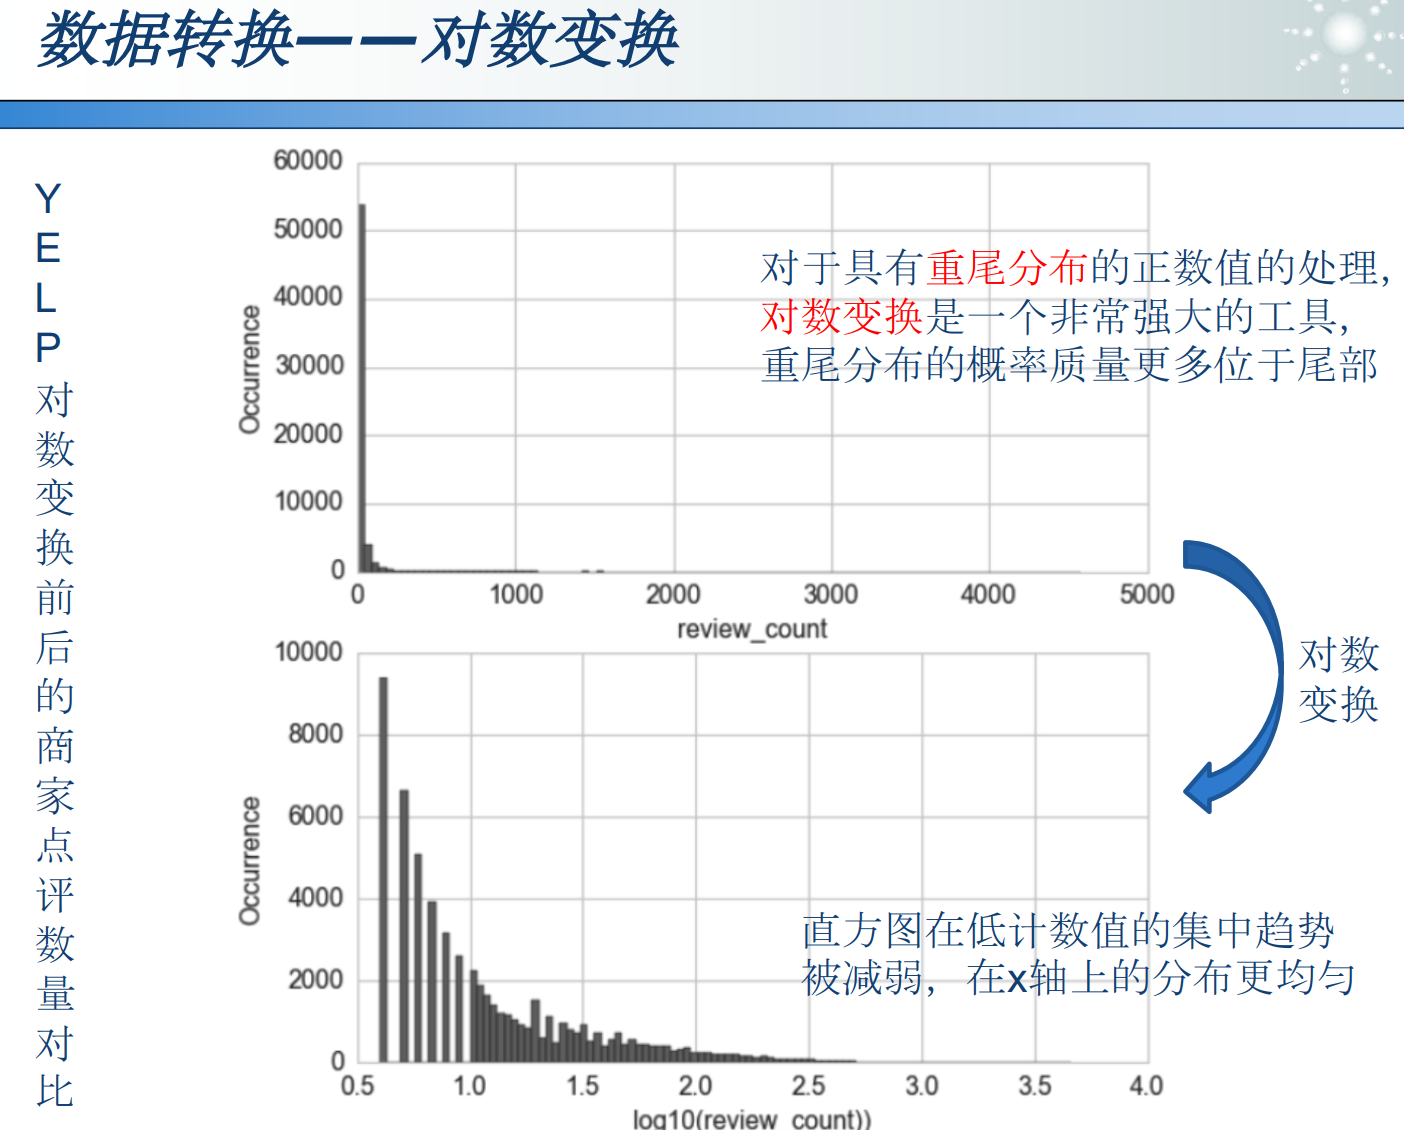 数据转换——对数变换
YELP对数变换前后的商家点评数量对比
60000
50000
40000
30000
20000
10000
0
Occurrence
0 1000 2000 3000 4000 5000
review_count
对于具有重尾分布的正数值的处理,
对数变换是一个非常强大的工具,
重尾分布的概率质量更多位于尾部
对数
变换
10000
8000
6000
4000
2000
0
Occurrence
直方图在低计数值的集中趋势
被减弱，在x轴上的分布更均匀
0.5 1.0 1.5 2.0 2.5 3.0 3.5 4.0
log10(review_count))